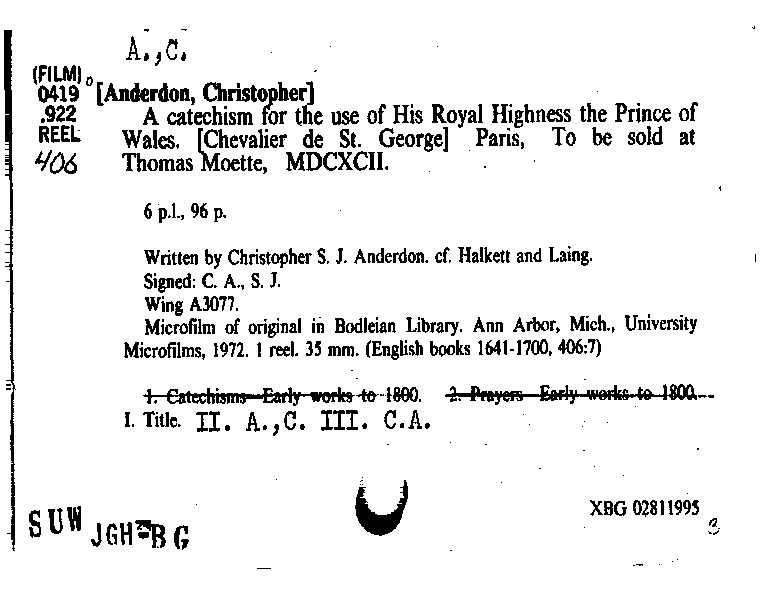 A.,C.
(FILM)
0419 [Anderdon, Christopher]
.922 A catechism for the use of His Royal Highness the Prince of
REEL Wales. [Chevalier de St. George] Paris, To be sold at
406 Thomas Moette, MDCXCII.
6 p.l., 96 p.
Written by Christopher S. J. Anderdon. cf. Halkett and Laing.
Signed: C. A., S. J.
Wing A3077.
Microfilm of original in Bodleian Library. Ann Arbor, Mich., University
Microfilms, 1972. 1 reel. 35 mm. (English books 1641-1700, 406:7)
1. Catechisms—Early works to 1800. 2. Prayers—Early works to 1800.
I. Title. II. A.,C. III. C.A.
XBG 02811995
SUW JGH BG